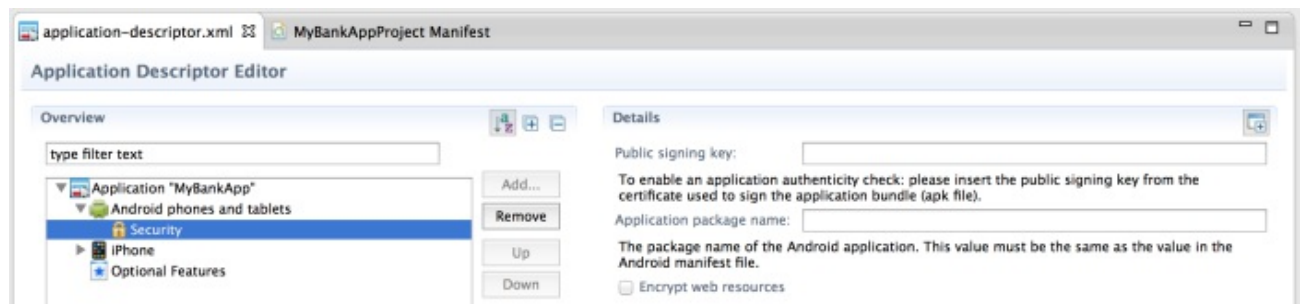 application-descriptor.xml
MyBankAppProject Manifest
Application Descriptor Editor
Overview
type filter text
Application "MyBankApp"
Android phones and tablets
Security
iPhone
Optional Features
Add...
Remove
Up
Down
Details
Public signing key:
To enable an application authenticity check: please insert the public signing key from the
certificate used to sign the application bundle (apk file).
Application package name:
The package name of the Android application. This value must be the same as the value in the
Android manifest file.
Encrypt web resources